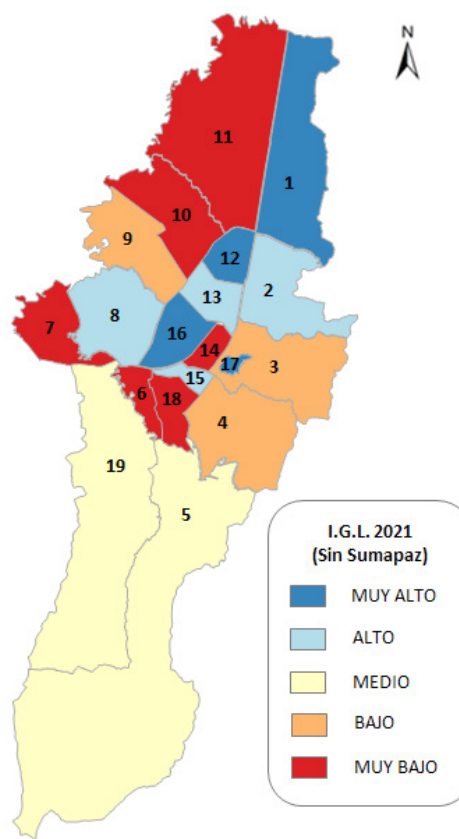 N
11
1
10
9
12
2
13
8
7
16
14
17
3
15
6
18
4
19
5
I.G.L. 2021
(Sin Sumapaz)
MUY ALTO
ALTO
MEDIO
BAJO
MUY BAJO